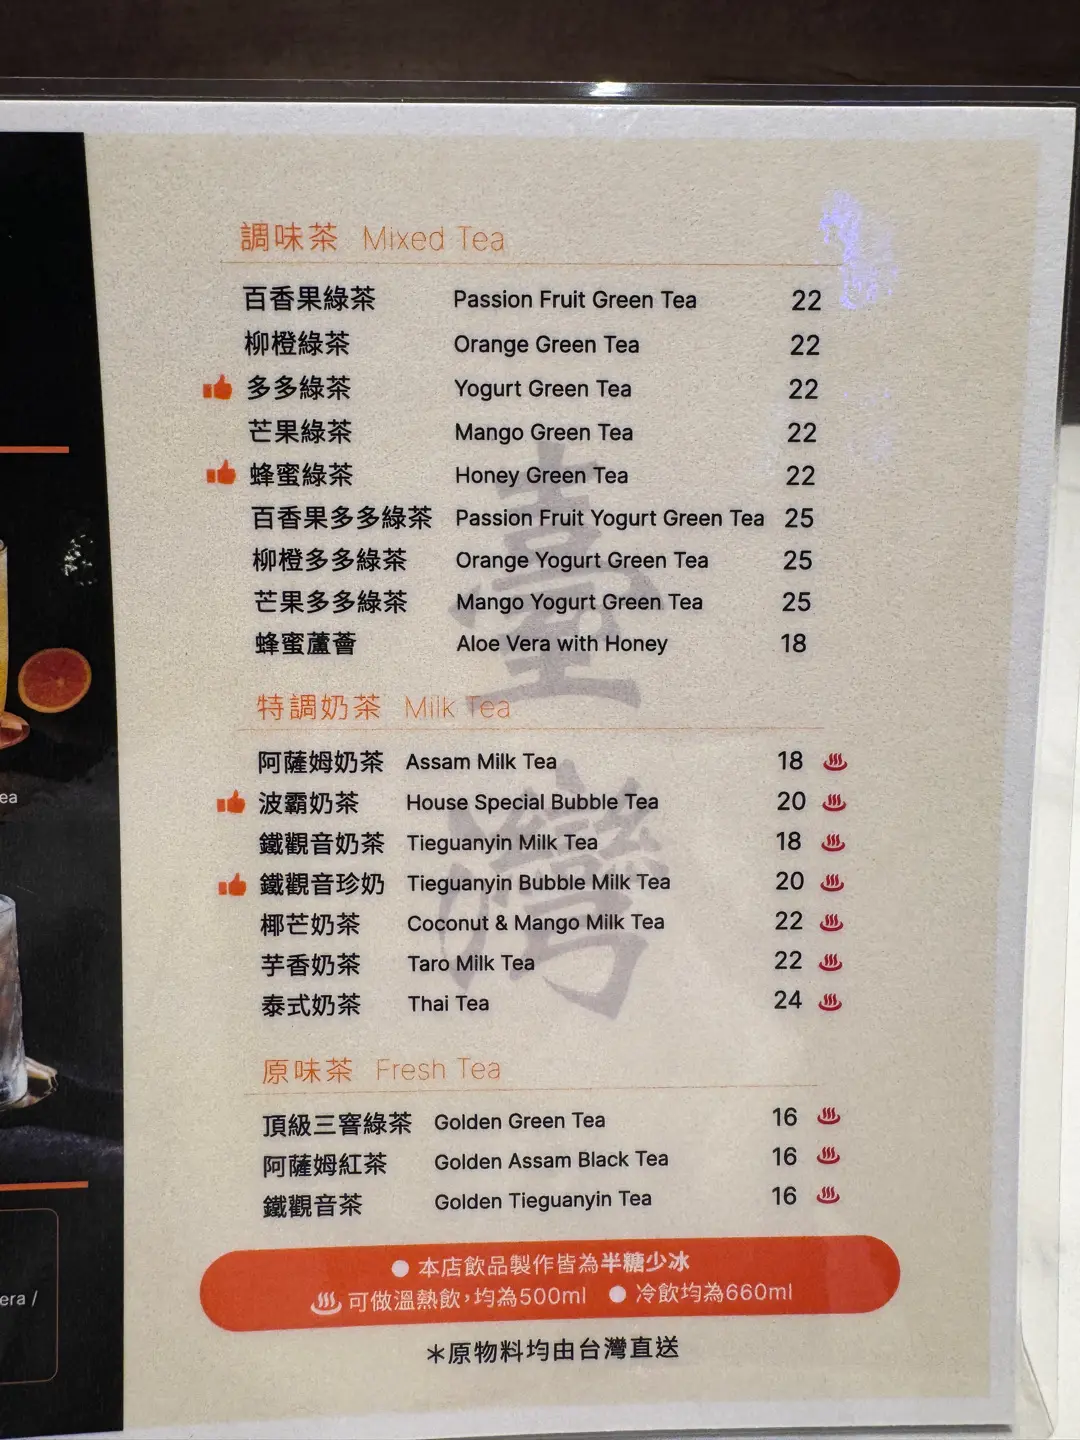 調味茶 Mixed Tea
百香果綠茶 Passion Fruit Green Tea 22
柳橙綠茶 Orange Green Tea 22
多多綠茶 Yogurt Green Tea 22
芒果綠茶 Mango Green Tea 22
蜂蜜綠茶 Honey Green Tea 22
百香果多多綠茶 Passion Fruit Yogurt Green Tea 25
柳橙多多綠茶 Orange Yogurt Green Tea 25
芒果多多綠茶 Mango Yogurt Green Tea 25
蜂蜜蘆薈 Aloe Vera with Honey 18
臺灣
特調奶茶 Milk Tea
阿薩姆奶茶 Assam Milk Tea 18
波霸奶茶 House Special Bubble Tea 20
鐵觀音奶茶 Tieguanyin Milk Tea 18
鐵觀音珍奶 Tieguanyin Bubble Milk Tea 20
椰芒奶茶 Coconut & Mango Milk Tea 22
芋香奶茶 Taro Milk Tea 22
泰式奶茶 Thai Tea 24
原味茶 Fresh Tea
頂級三窨綠茶 Golden Green Tea 16
阿薩姆紅茶 Golden Assam Black Tea 16
鐵觀音茶 Golden Tieguanyin Tea 16
● 本店飲品製作皆為半糖少冰
可做溫熱飲，均為500ml ● 冷飲均為660ml
＊原物料均由台灣直送
ea
era /